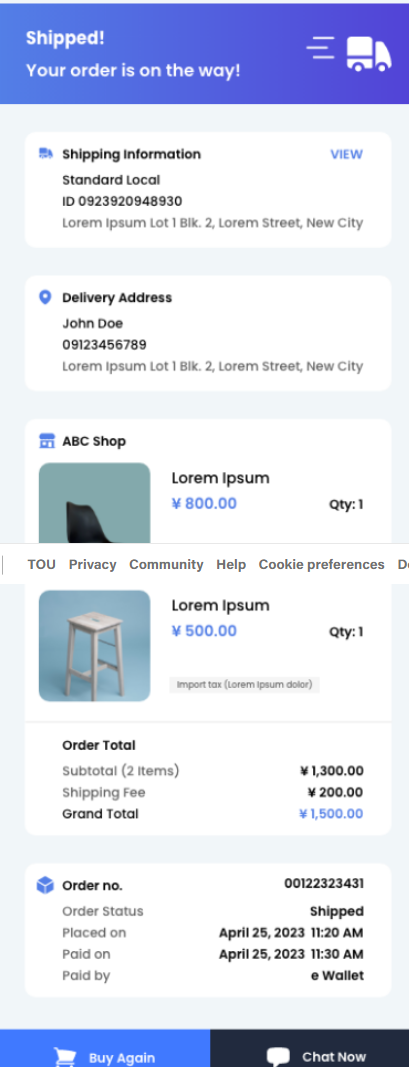 Shipped!
Your order is on the way!
Shipping Information VIEW
Standard Local
ID 0923920948930
Lorem Ipsum Lot 1 Blk. 2, Lorem Street, New City
Delivery Address
John Doe
09123456789
Lorem Ipsum Lot 1 Blk. 2, Lorem Street, New City
ABC Shop
Lorem Ipsum
¥ 800.00 Qty: 1
TOU Privacy Community Help Cookie preferences
Lorem Ipsum
¥ 500.00 Qty: 1
Import tax (Lorem Ipsum dolor)
Order Total
Subtotal (2 Items) ¥ 1,300.00
Shipping Fee ¥ 200.00
Grand Total ¥ 1,500.00
Order no. 00122323431
Order Status Shipped
Placed on April 25, 2023 11:20 AM
Paid on April 25, 2023 11:30 AM
Paid by e Wallet
Buy Again Chat Now